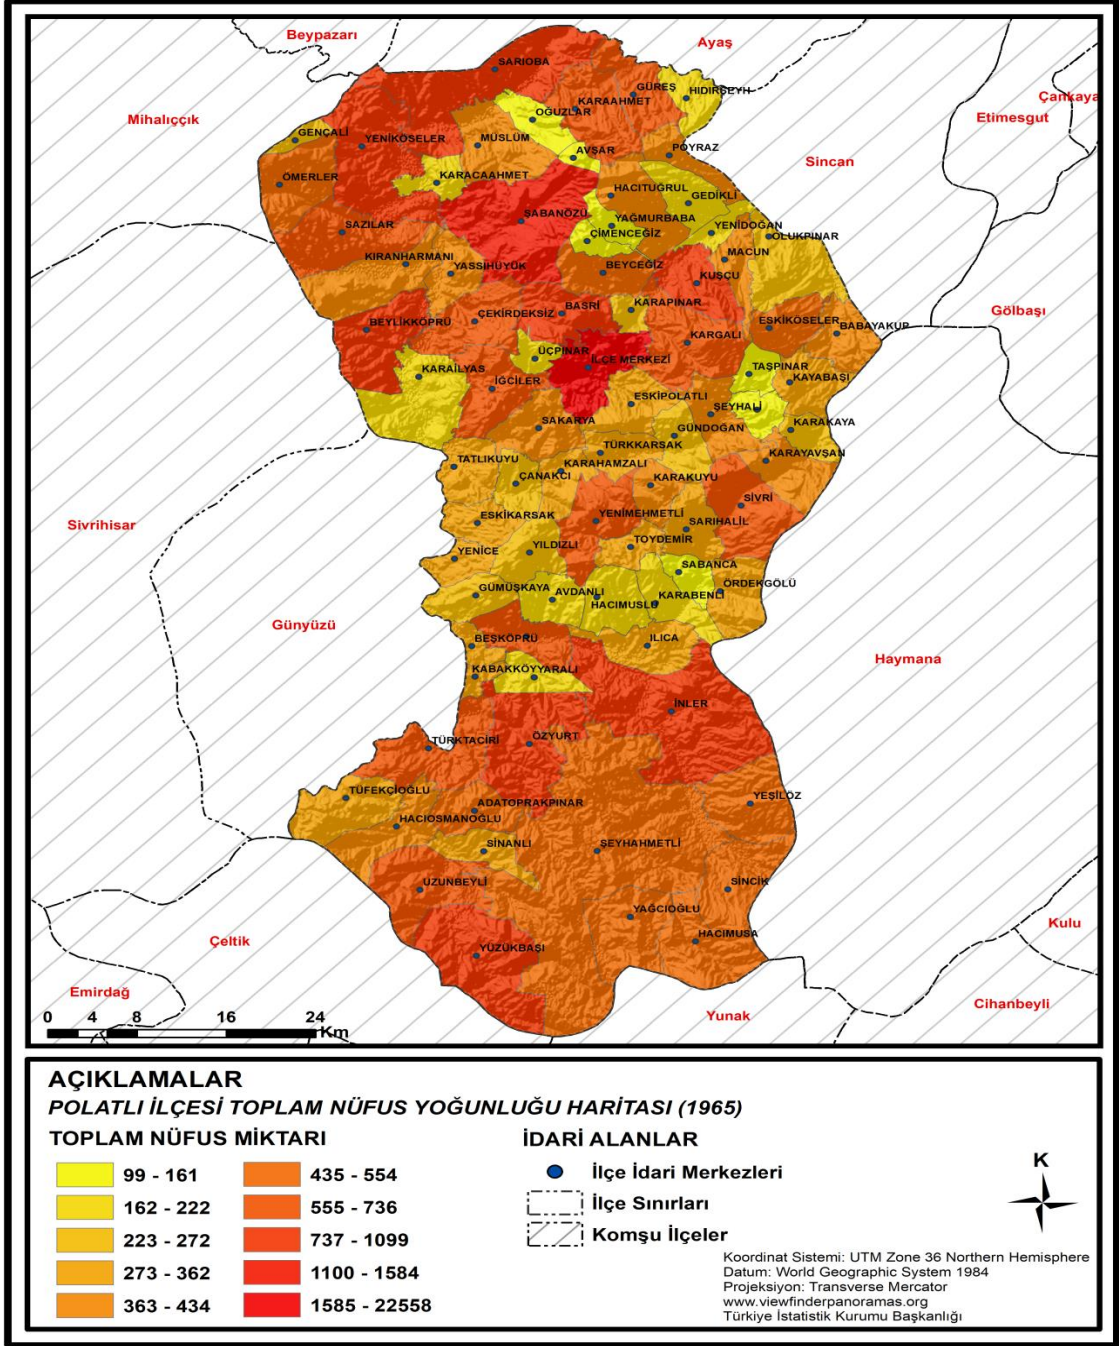 Beypazarı
Ayaş
SARIOBA
GÜREŞ
HIDIRŞEYH
Çankaya
KARAAHMET
OĞUZLAR
Etimesgut
Mihalıççık
GENÇALİ
YENİKÖSELER
MÜSLÜM
AVŞAR
POYRAZ
Sincan
ÖMERLER
KARACAAHMET
HACITUĞRUL
GEDİKLİ
ŞABANÖZÜ
YAĞMURBABA
SAZILAR
ÇİMENCEĞİZ
YENİDOĞAN
OLUKPINAR
KIRANHARMANI
YASSIHÜYÜK
BEYCEĞİZ
MACUN
KUŞÇU
BASRİ
KARAPINAR
Gölbaşı
BEYLİKKÖPRÜ
ÇEKİRDEKSİZ
KARGALI
ESKİKÖSELER
BABAYAKUP
ÜÇPINAR
İLÇE MERKEZİ
KARAİLYAS
İĞCİLER
TAŞPINAR
KAYABAŞI
ESKİPOLATLI
ŞEYHALİ
SAKARYA
GÜNDOĞAN
KARAKAYA
TÜRKKARSAK
TATLIKUYU
KARAHAMZALI
KARAYAVŞAN
ÇANAKCI
KARAKUYU
SİVRİ
Sivrihisar
ESKİKARSAK
YENİMEHMETLİ
SARIHALİL
YENİCE
YILDIZLI
TOYDEMİR
SABANCA
GÜMÜŞKAYA
AVDANLI
HACIMUSLU
KARABENLİ
ÖRDEKGÖLÜ
Günyüzü
BEŞKÖPRÜ
ILICA
Haymana
KABAKKÖY
YARALI
İNLER
TÜRKTACİRİ
ÖZYURT
TÜFEKÇİOĞLU
ADATOPRAKPINAR
YEŞİLÖZ
HACIOSMANOĞLU
SİNANLI
ŞEYHAHMETLİ
UZUNBEYLİ
SİNCİK
YAĞCIOĞLU
Kulu
Çeltik
HACIMUSA
YÜZÜKBAŞI
Emirdağ
Cihanbeyli
Yunak
0 4 8 16 24
Km
AÇIKLAMALAR
POLATLI İLÇESİ TOPLAM NÜFUS YOĞUNLUĞU HARİTASI (1965)
TOPLAM NÜFUS MİKTARI
99 - 161
162 - 222
223 - 272
273 - 362
363 - 434
435 - 554
555 - 736
737 - 1099
1100 - 1584
1585 - 22558
İDARİ ALANLAR
İlçe İdari Merkezleri
İlçe Sınırları
Komşu İlçeler
K
Koordinat Sistemi: UTM Zone 36 Northern Hemisphere
Datum: World Geographic System 1984
Projeksiyon: Transverse Mercator
www.viewfinderpanoramas.org
Türkiye İstatistik Kurumu Başkanlığı